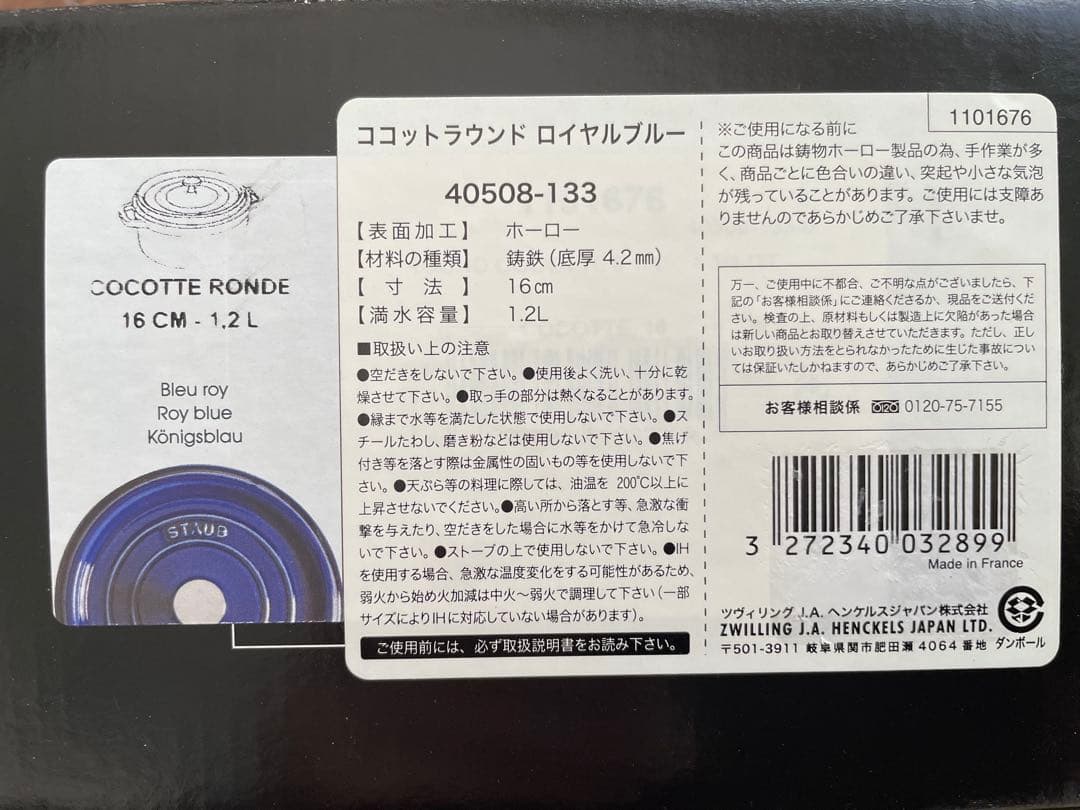 COCOTTE RONDE
16 CM - 1,2 L
Bleu roy
Roy blue
Königsblau
STAUB
ココットラウンド ロイヤルブルー
40508-133
【表面加工】 ホーロー
【材料の種類】 鋳鉄(底厚 4.2㎜)
【寸法】 16㎝
【満水容量】 1.2L
■取扱い上の注意
●空だきをしないで下さい。●使用後よく洗い、十分に乾
燥させて下さい。●取っ手の部分は熱くなることがあります。
●縁まで水等を満たした状態で使用しないで下さい。●ス
チールたわし、磨き粉などは使用しないで下さい。●焦げ
付き等を落とす際は金属性の固いもの等を使用しないで下
さい。●天ぷら等の料理に際しては、油温を 200℃以上に
上昇させないでください。●高い所から落とす等、急激な衝
撃を与えたり、空だきをした場合に水等をかけて急冷しな
いで下さい。●ストーブの上で使用しないで下さい。●IH
を使用する場合、急激な温度変化をする可能性があるため、
弱火から始め火加減は中火〜弱火で調理して下さい(一部
サイズによりIHに対応していない場合があります)。
ご使用前には、必ず取扱説明書をお読み下さい。
1101676
※ご使用になる前に
この商品は鋳物ホーロー製品の為、手作業が多
く、商品ごとに色合いの違い、突起や小さな気泡
が残っていることがあります。ご使用には支障あ
りませんのであらかじめご了承下さいませ。
万一、ご使用中に不都合、ご不明な点がございましたら、下
記の「お客様相談係」にご連絡くださるか、現品をご送付くだ
さい。検査の上、原材料もしくは製造上に欠陥があった場合
は新しい商品とお取り替えさせていただきます。ただし、正し
いお取り扱い方法をとられなかったために生じた事故につい
ては保証いたしかねますので、あらかじめご了承下さい。
お客様相談係 0120-75-7155
3 272340 032899
Made in France
ツヴィリング J.A. ヘンケルスジャパン株式会社
ZWILLING J.A. HENCKELS JAPAN LTD.
〒501-3911 岐阜県関市肥田瀬 4064 番地 ダンボール